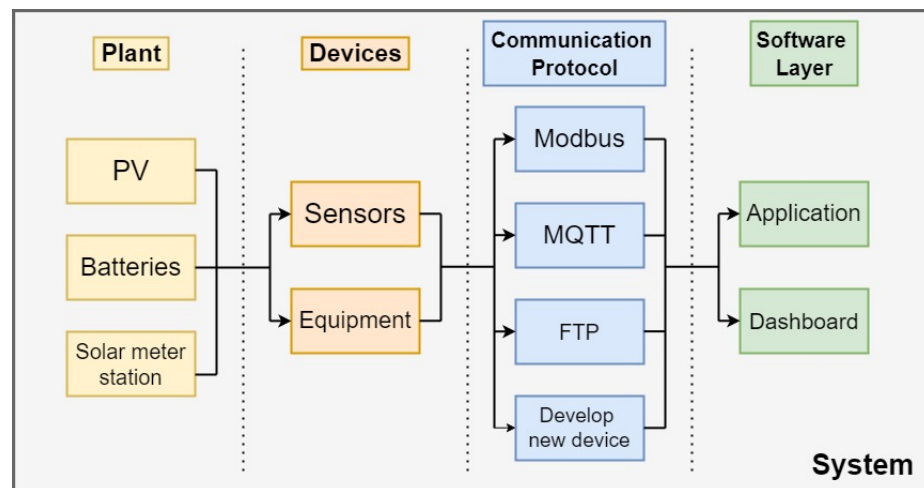 Plant
Devices
Communication
Protocol
Software
Layer
PV
Batteries
Solar meter
station
Sensors
Equipment
Modbus
MQTT
FTP
Develop
new device
Application
Dashboard
System